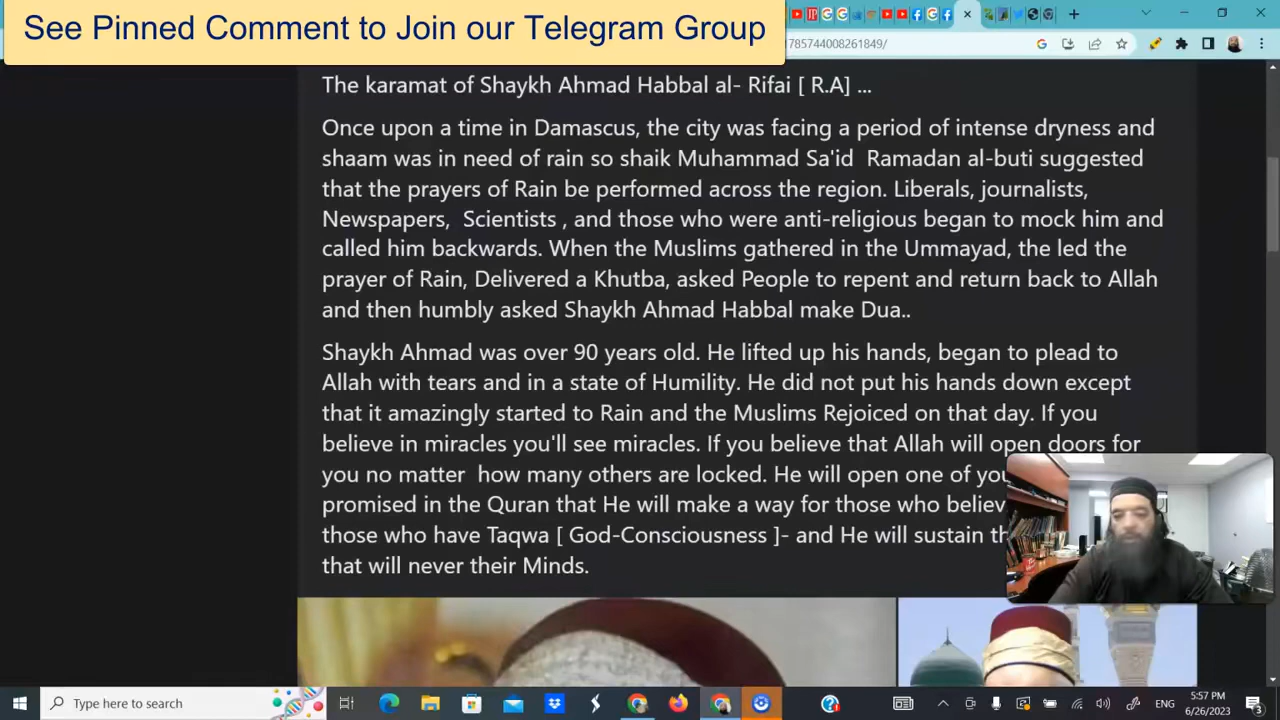 See Pinned Comment to Join our Telegram Group
1785744008261849/
The karamat of Shaykh Ahmad Habbal al- Rifai [ R.A] ...
Once upon a time in Damascus, the city was facing a period of intense dryness and
shaam was in need of rain so shaik Muhammad Sa'id Ramadan al-buti suggested
that the prayers of Rain be performed across the region. Liberals, journalists,
Newspapers, Scientists , and those who were anti-religious began to mock him and
called him backwards. When the Muslims gathered in the Ummayad, the led the
prayer of Rain, Delivered a Khutba, asked People to repent and return back to Allah
and then humbly asked Shaykh Ahmad Habbal make Dua..
Shaykh Ahmad was over 90 years old. He lifted up his hands, began to plead to
Allah with tears and in a state of Humility. He did not put his hands down except
that it amazingly started to Rain and the Muslims Rejoiced on that day. If you
believe in miracles you'll see miracles. If you believe that Allah will open doors for
you no matter how many others are locked. He will open one of
promised in the Quran that He will make a way for those who
those who have Taqwa [ God-Consciousness ]- and He will sustain
that will never their Minds.
Type here to search
ENG
5:57 PM
6/26/2023
3